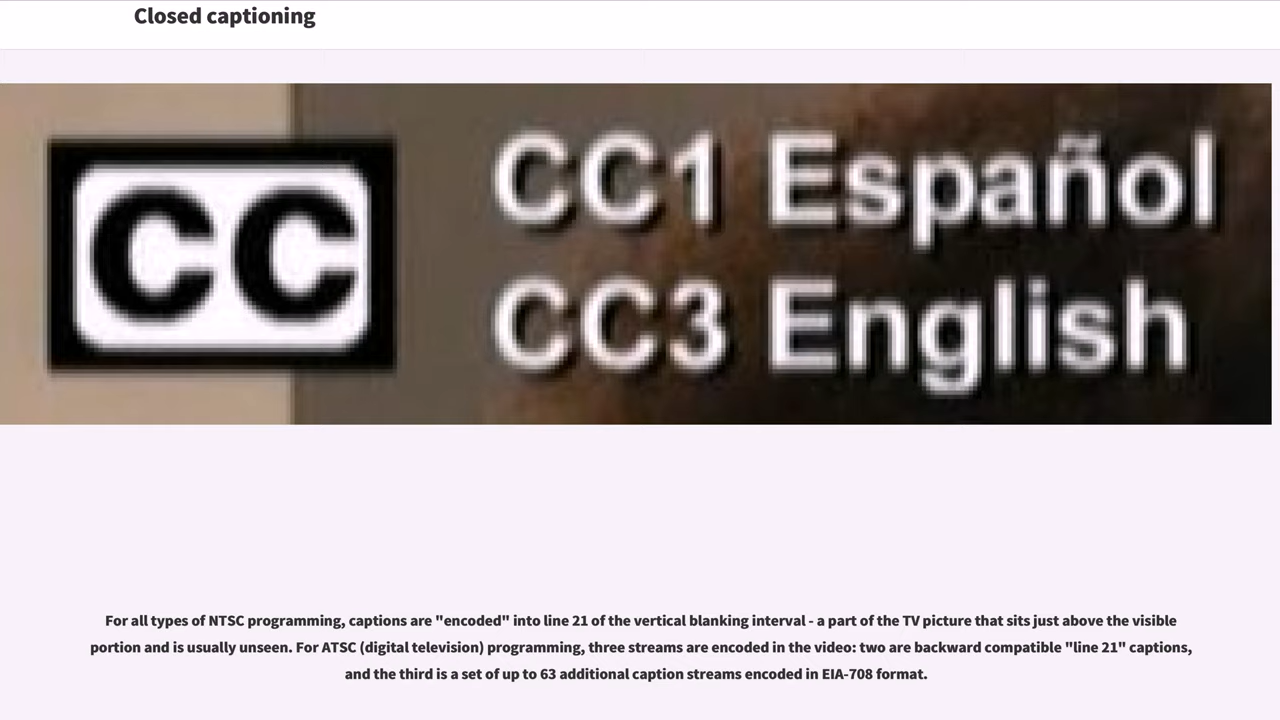 Closed captioning
CC
CC1 Español
CC3 English
For all types of NTSC programming, captions are "encoded" into line 21 of the vertical blanking interval - a part of the TV picture that sits just above the visible
portion and is usually unseen. For ATSC (digital television) programming, three streams are encoded in the video: two are backward compatible "line 21" captions,
and the third is a set of up to 63 additional caption streams encoded in EIA-708 format.